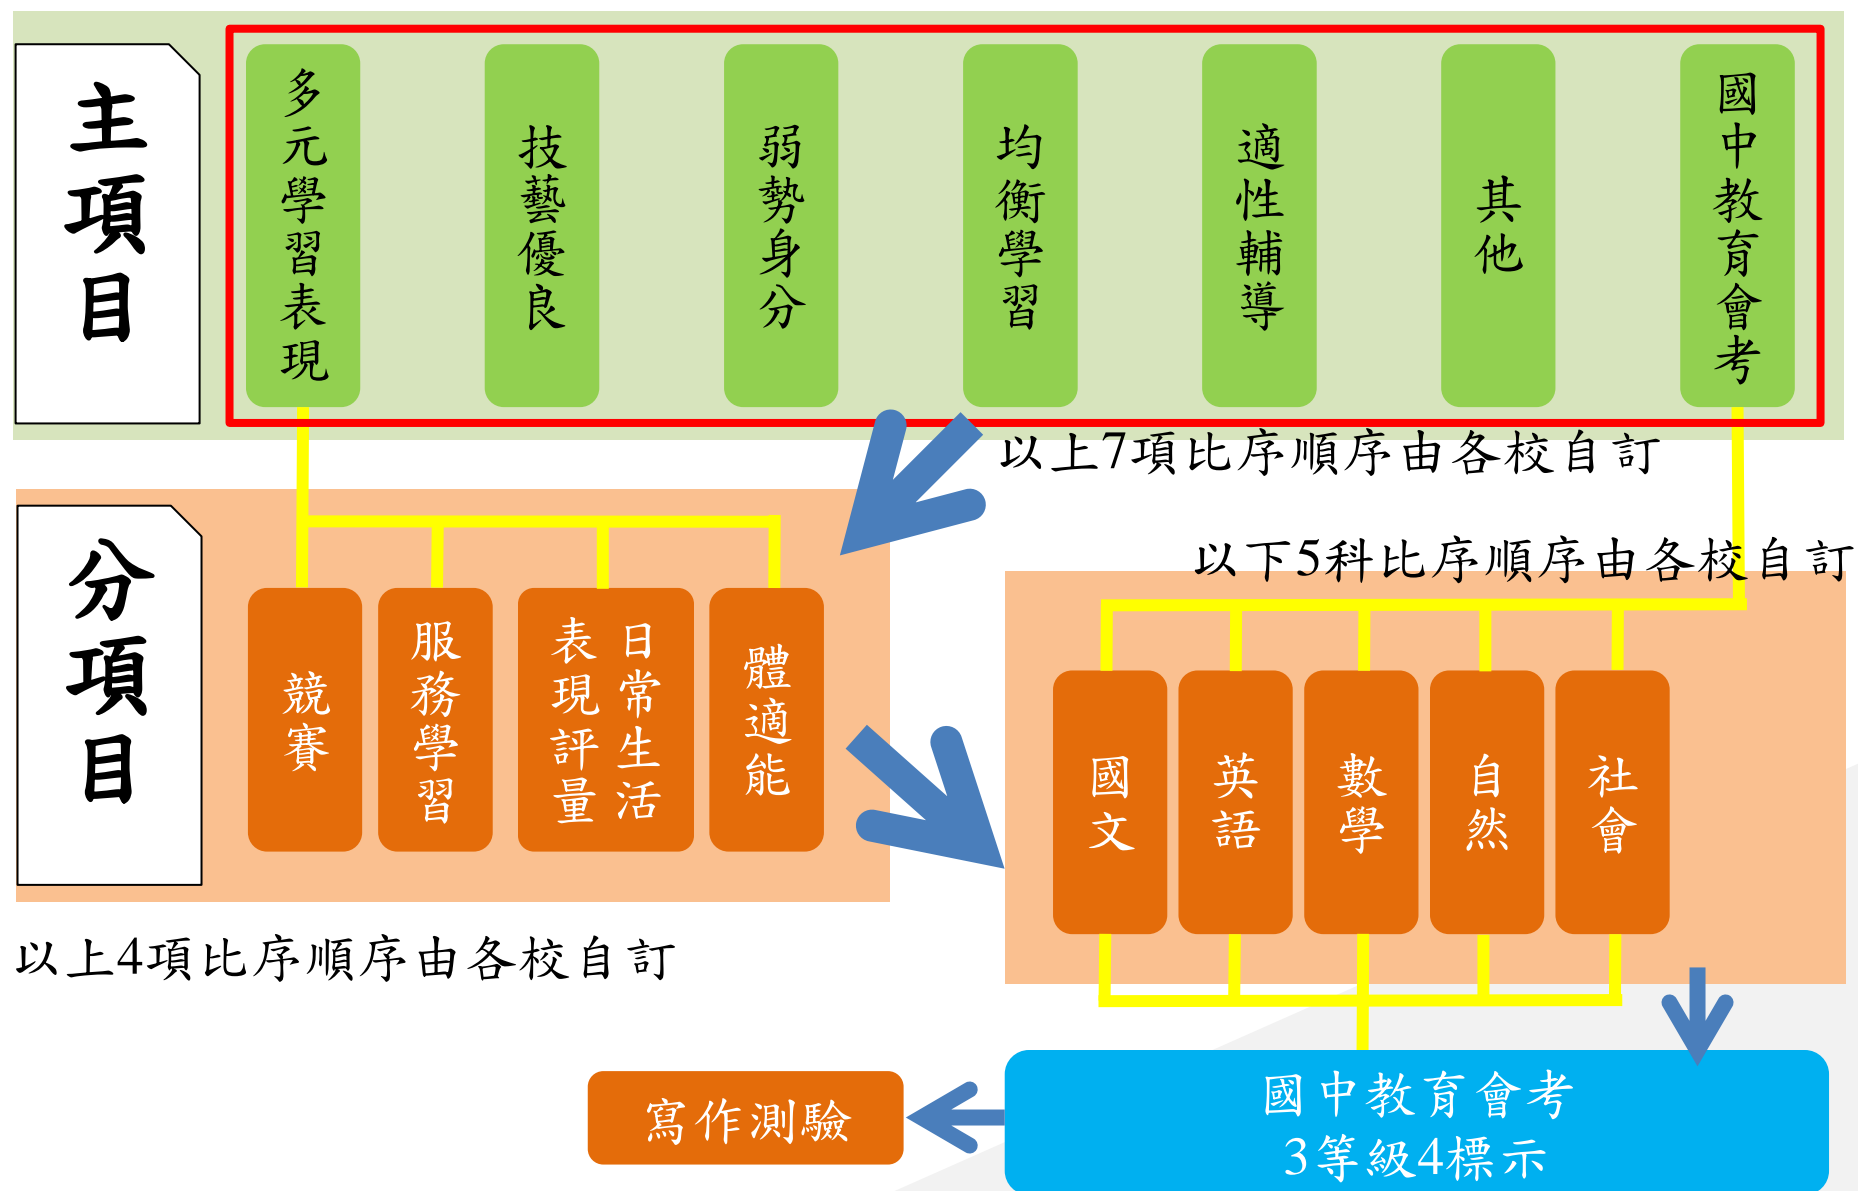 主項目
多元學習表現
技藝優良
弱勢身分
均衡學習
適性輔導
其他
國中教育會考
以上7項比序順序由各校自訂
分項目
競賽
服務學習
日常生活
表現評量
體適能
以上4項比序順序由各校自訂
以下5科比序順序由各校自訂
國文
英語
數學
自然
社會
國中教育會考
3等級4標示
寫作測驗